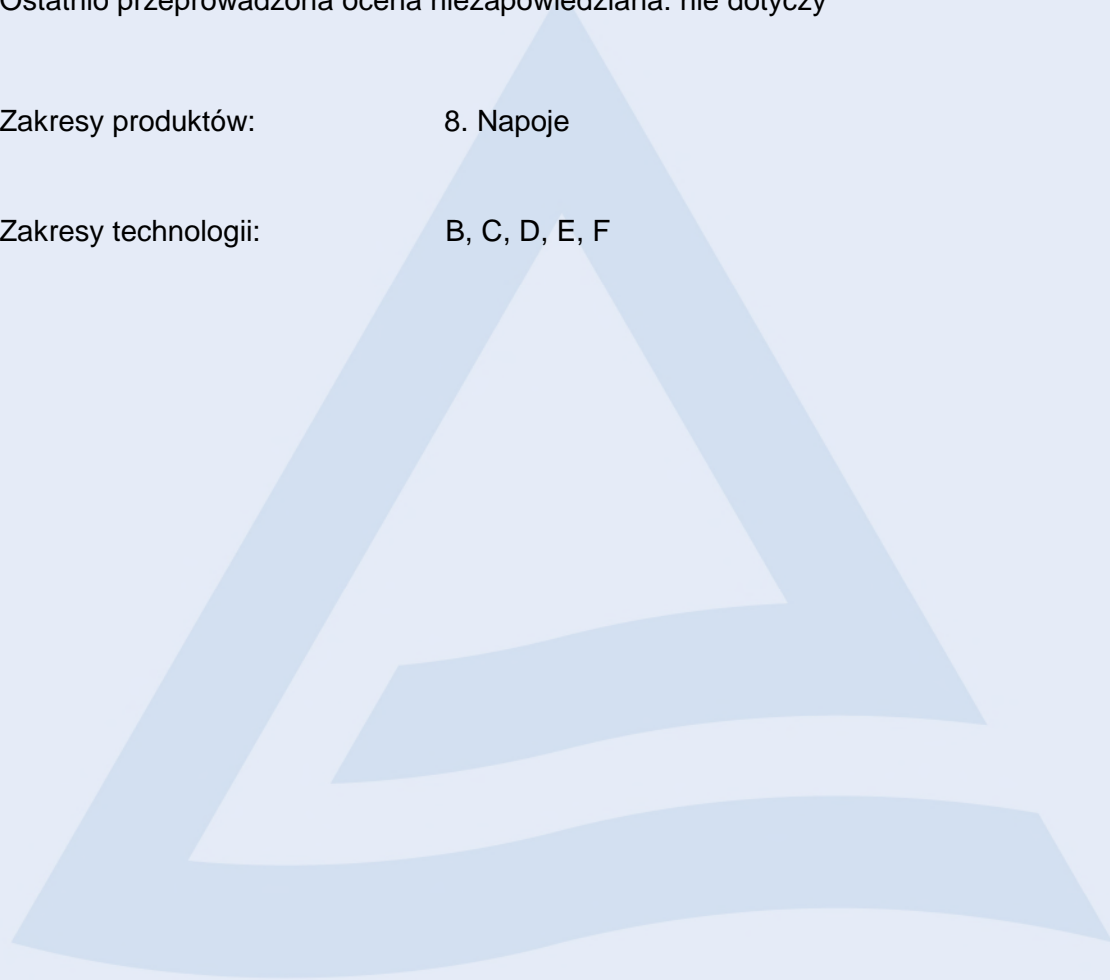 Ostatnio przeprowadzona ocena niezapowiedziana: nie dotyczy
Zakresy produktów: 8. Napoje
Zakresy technologii: B, C, D, E, F